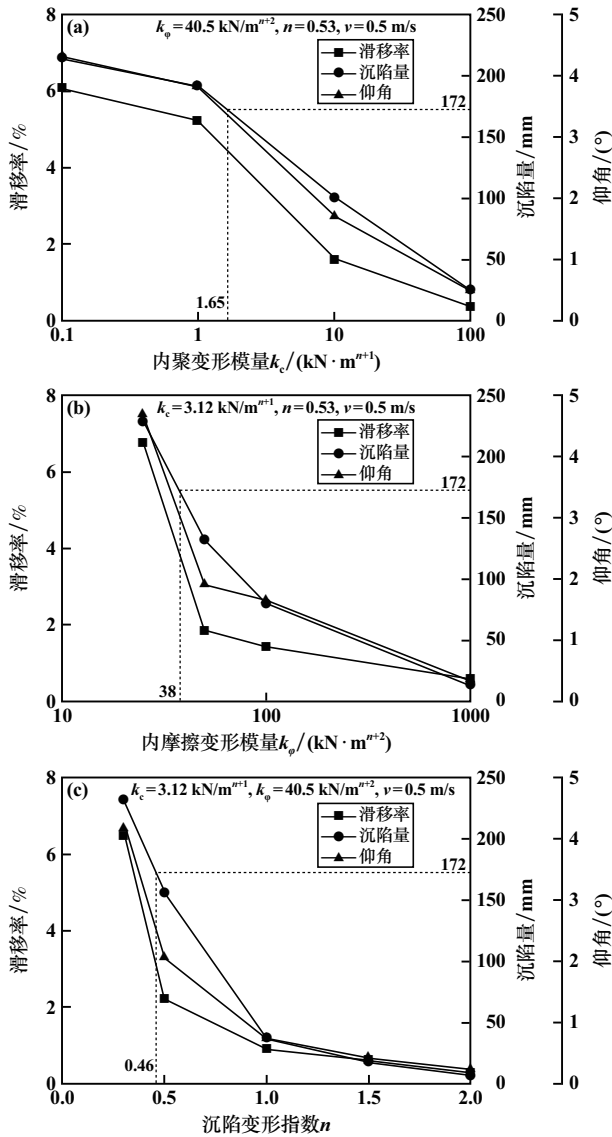 (a)
k_φ=40.5 kN/m^{n+2}, n=0.53, v=0.5 m/s
滑移率
沉陷量
仰角
172
1.65
8
6
4
2
0
滑移率/%
250
200
150
100
50
0
沉陷量/mm
5
4
3
2
1
0
仰角/(°)
0.1 1 10 100
内聚变形模量k_c/(kN·m^{n+1})
(b)
k_c=3.12 kN/m^{n+1}, n=0.53, v=0.5 m/s
滑移率
沉陷量
仰角
172
38
8
6
4
2
0
滑移率/%
250
200
150
100
50
0
沉陷量/mm
5
4
3
2
1
0
仰角/(°)
10 100 1000
内摩擦变形模量k_φ/(kN·m^{n+2})
(c)
k_c=3.12 kN/m^{n+1}, k_φ=40.5 kN/m^{n+2}, v=0.5 m/s
滑移率
沉陷量
仰角
172
0.46
8
6
4
2
0
滑移率/%
250
200
150
100
50
0
沉陷量/mm
5
4
3
2
1
0
仰角/(°)
0.0 0.5 1.0 1.5 2.0
沉陷变形指数n